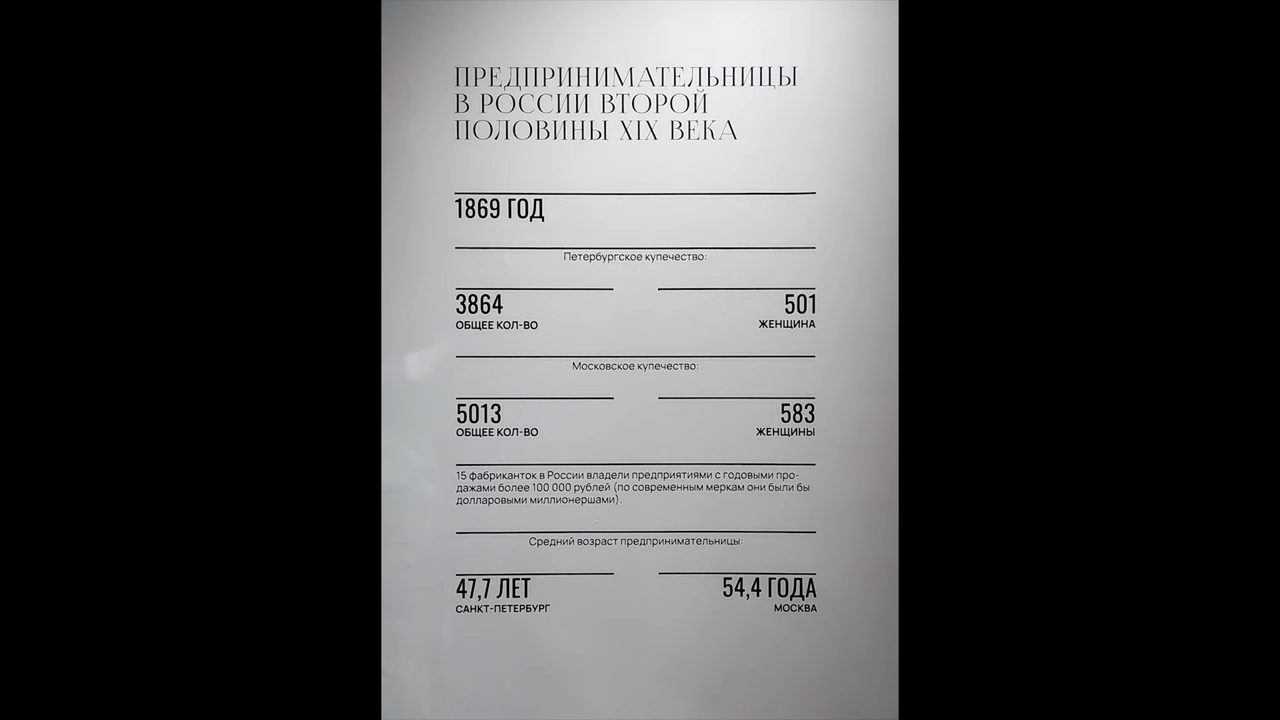 ПРЕДПРИНИМАТЕЛЬНИЦЫ
В РОССИИ ВТОРОЙ
ПОЛОВИНЫ XIX ВЕКА
1869 ГОД
Петербургское купечество:
3864 501
ОБЩЕЕ КОЛ-ВО ЖЕНЩИНА
Московское купечество:
5013 583
ОБЩЕЕ КОЛ-ВО ЖЕНЩИНЫ
15 фабриканток в России владели предприятиями с годовыми про-
дажами более 100 000 рублей (по современным меркам они были бы
долларовыми миллионершами).
Средний возраст предпринимательницы:
47,7 ЛЕТ 54,4 ГОДА
САНКТ-ПЕТЕРБУРГ МОСКВА